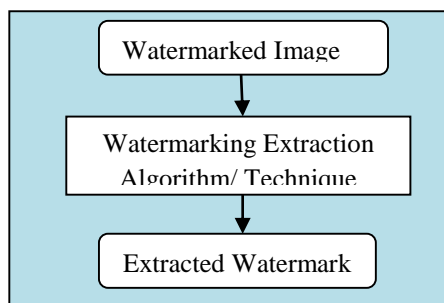 Watermarked Image
Watermarking Extraction
Algorithm/ Technique
Extracted Watermark